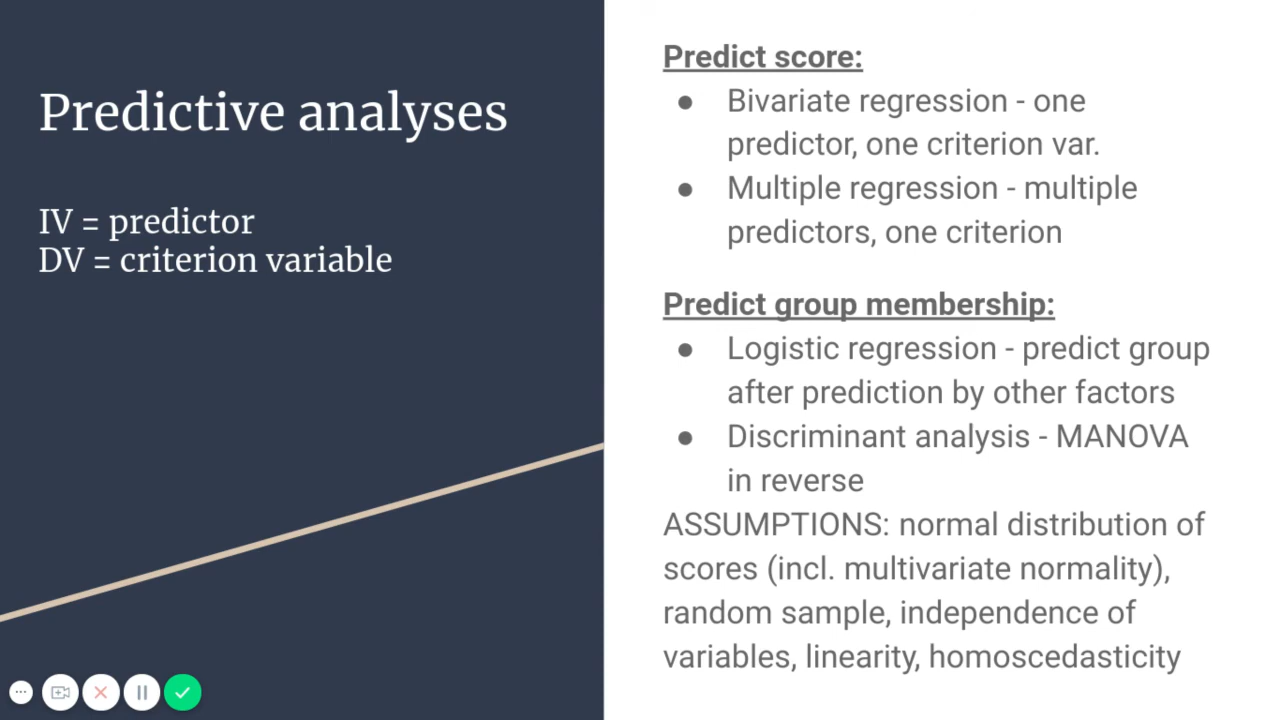 Predictive analyses
IV = predictor
DV = criterion variable
Predict score:
● Bivariate regression - one
predictor, one criterion var.
● Multiple regression - multiple
predictors, one criterion
Predict group membership:
● Logistic regression - predict group
after prediction by other factors
● Discriminant analysis - MANOVA
in reverse
ASSUMPTIONS: normal distribution of
scores (incl. multivariate normality),
random sample, independence of
variables, linearity, homoscedasticity